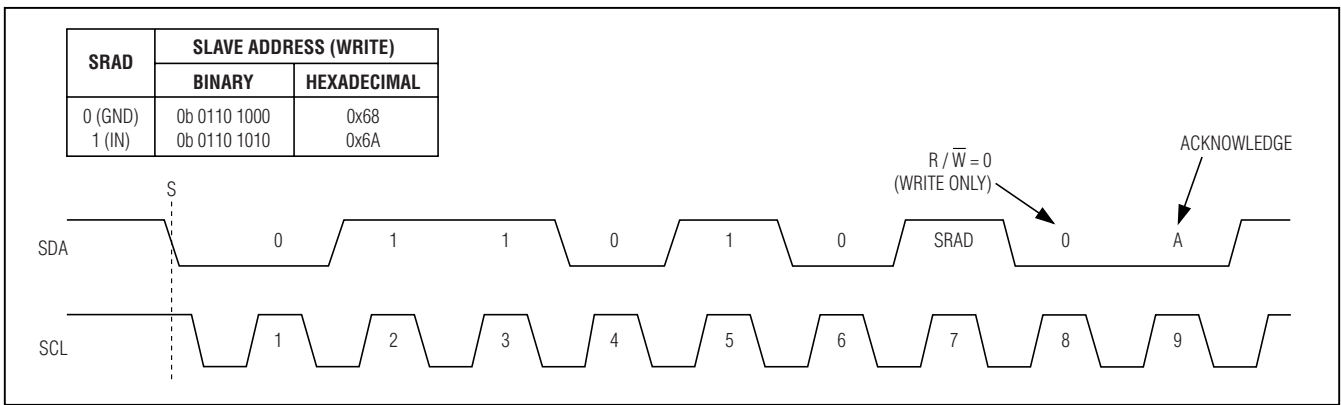 SRAD SLAVE ADDRESS (WRITE)
BINARY HEXADECIMAL
0 (GND) 0b 0110 1000 0x68
1 (IN) 0b 0110 1010 0x6A
ACKNOWLEDGE
R / W̅ = 0
(WRITE ONLY)
S
SDA 0 1 1 0 1 0 SRAD 0 A
SCL 1 2 3 4 5 6 7 8 9